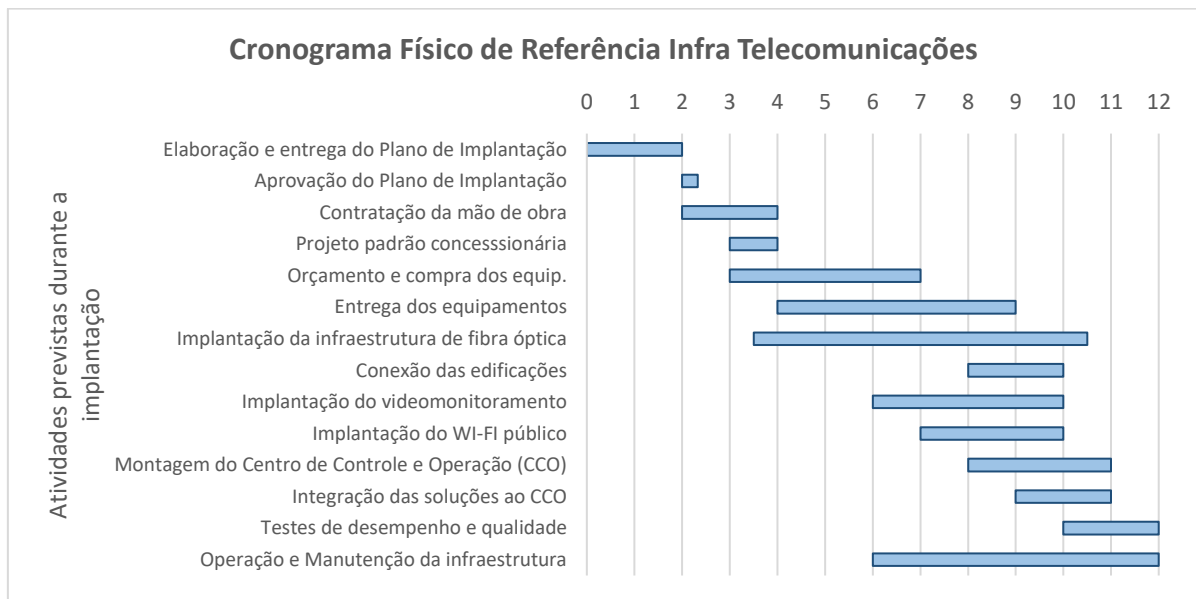 Cronograma Físico de Referência Infra Telecomunicações
0 1 2 3 4 5 6 7 8 9 10 11 12
Atividades previstas durante a
implantação
Elaboração e entrega do Plano de Implantação
Aprovação do Plano de Implantação
Contratação da mão de obra
Projeto padrão concesssionária
Orçamento e compra dos equip.
Entrega dos equipamentos
Implantação da infraestrutura de fibra óptica
Conexão das edificações
Implantação do videomonitoramento
Implantação do WI-FI público
Montagem do Centro de Controle e Operação (CCO)
Integração das soluções ao CCO
Testes de desempenho e qualidade
Operação e Manutenção da infraestrutura